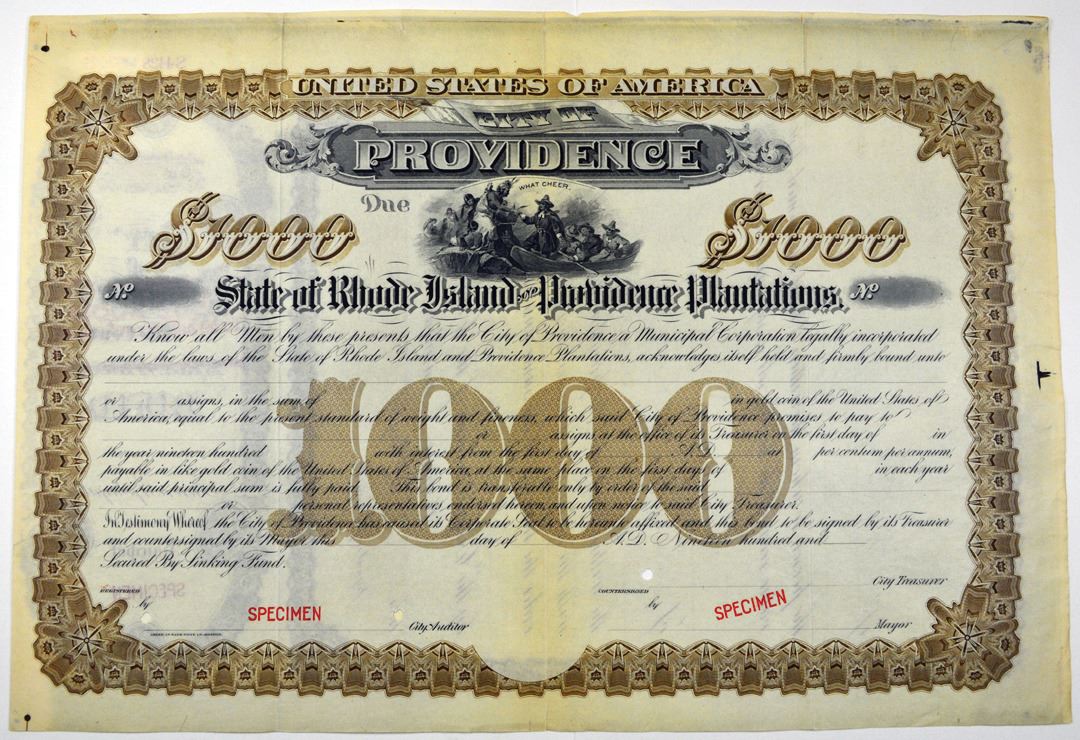 UNITED STATES OF AMERICA
CITY OF
PROVIDENCE
WHAT CHEER.
Due
$1000 $1000
No State of Rhode Island and Providence Plantations. No
Know all Men by these presents that the City of Providence a Municipal Corporation legally incorporated
under the laws of the State of Rhode Island and Providence Plantations, acknowledges itself held and firmly bound unto
or assigns, in the sum of in gold coin of the United States of
America, equal to the present standard of weight and fineness, which said City of Providence promises to pay to
or assigns, at the office of its Treasurer on the first day of in
the year nineteen hundred with interest from the first day of A.D. at per centum per annum,
payable in like gold coin of the United States of America, at the same place on the first days of in each year
until said principal sum is fully paid. This bond is transferable only by order of the said
or personal representatives, endorsed hereon, and upon notice to said City Treasurer.
In Testimony Whereof the City of Providence has caused its Corporate Seal to be hereunto affixed and this bond to be signed by its Treasurer
and countersigned by its Mayor this day of A.D. Nineteen hundred and
Secured By Sinking Fund.
1000
City Treasurer
REGISTERED COUNTERSIGNED
by SPECIMEN by SPECIMEN
City Auditor Mayor